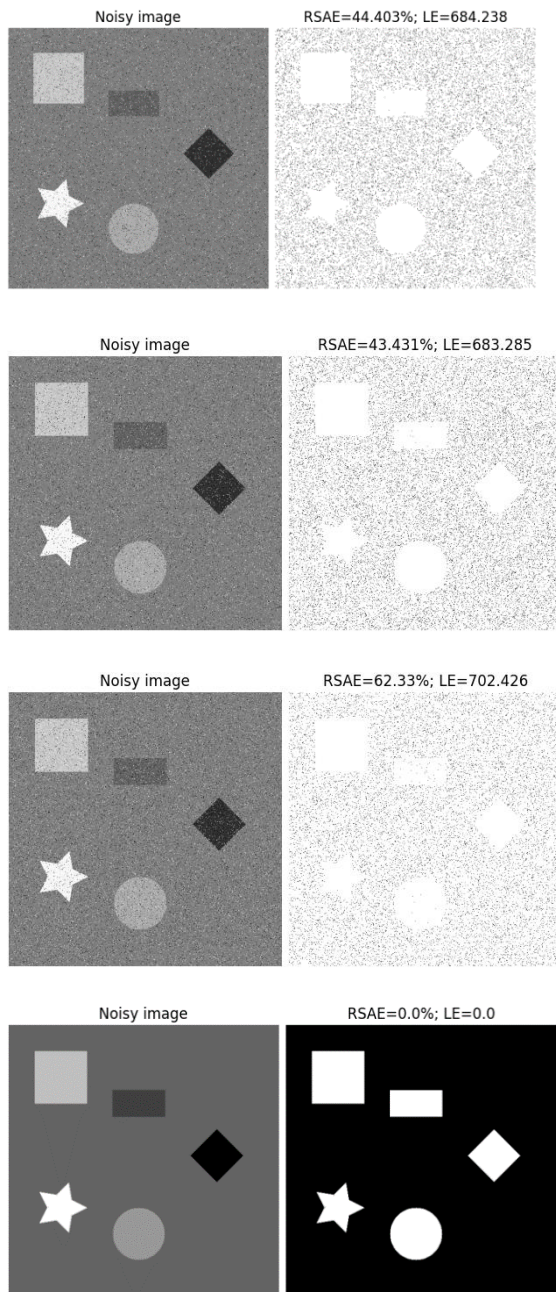 Noisy image
RSAE=44.403%; LE=684.238
Noisy image
RSAE=43.431%; LE=683.285
Noisy image
RSAE=62.33%; LE=702.426
Noisy image
RSAE=0.0%; LE=0.0